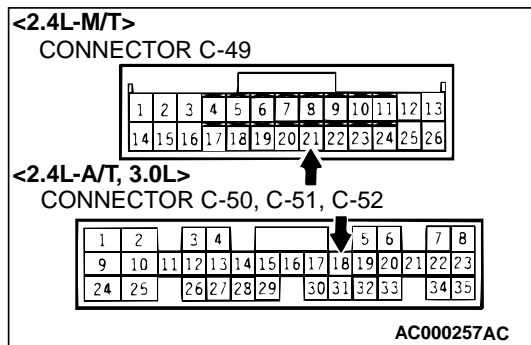 <2.4L-M/T>
CONNECTOR C-49
1 2 3 4 5 6 7 8 9 10 11 12 13
14 15 16 17 18 19 20 21 22 23 24 25 26
<2.4L-A/T, 3.0L>
CONNECTOR C-50, C-51, C-52
1 2 3 4 5 6 7 8
9 10 11 12 13 14 15 16 17 18 19 20 21 22 23
24 25 26 27 28 29 30 31 32 33 34 35
AC000257AC